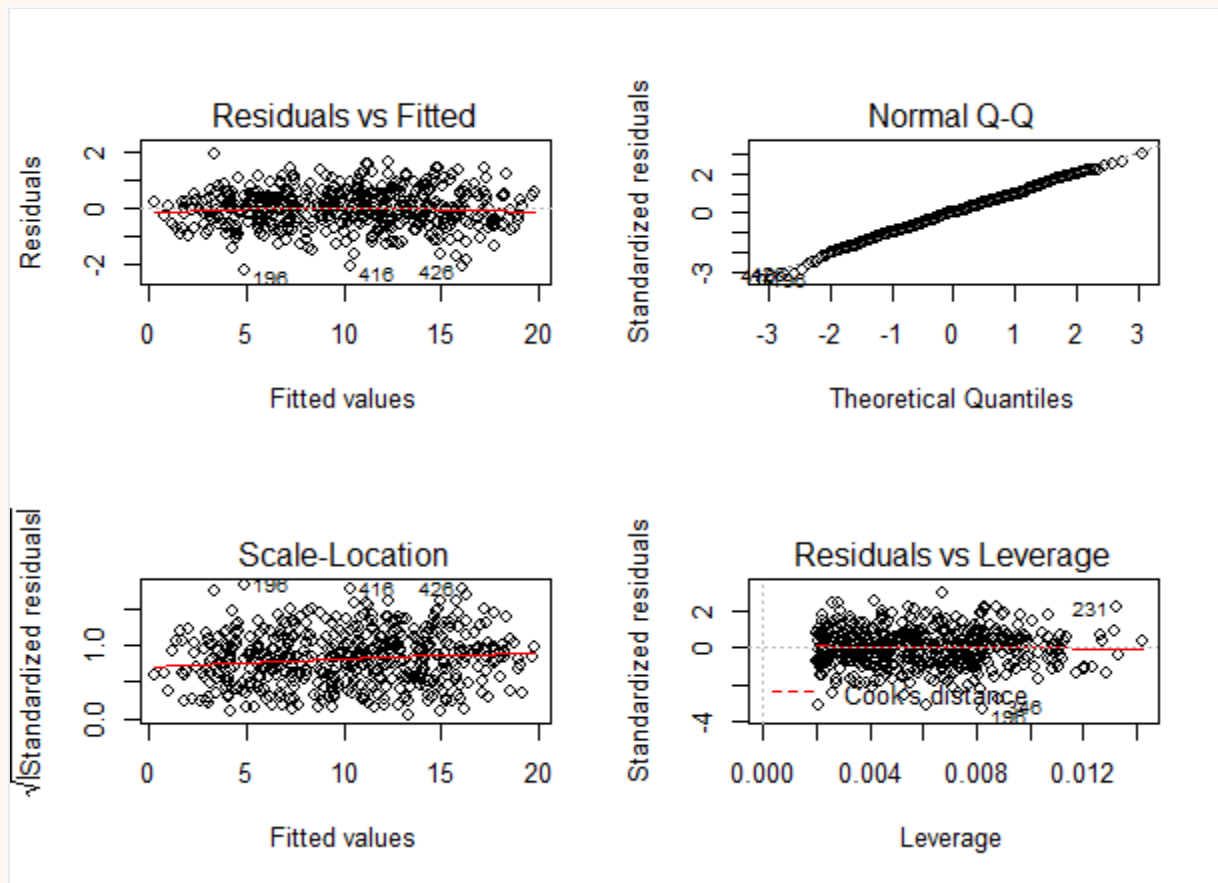 Residuals vs Fitted
Residuals
2
0
-2
196
416
426
0 5 10 15 20
Fitted values
Normal Q-Q
Standardized residuals
2
0
-3
196
-3 -2 -1 0 1 2 3
Theoretical Quantiles
Scale-Location
√|Standardized residuals|
1.0
0.0
196
416
426
0 5 10 15 20
Fitted values
Residuals vs Leverage
Standardized residuals
2
0
-4
231
Cook's distance
346
196
0.000 0.004 0.008 0.012
Leverage